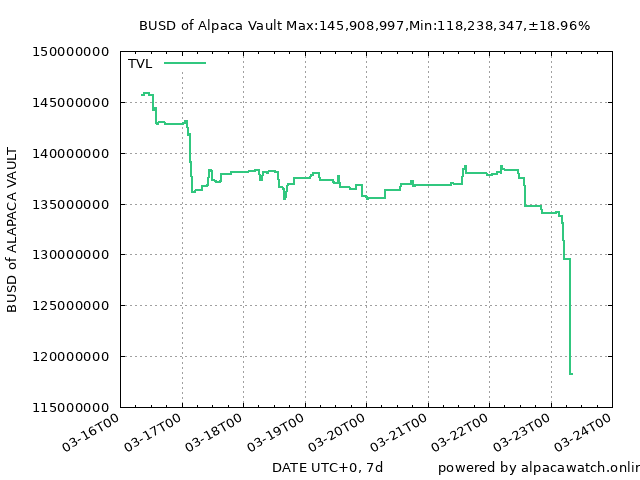 BUSD of Alpaca Vault Max:145,908,997,Min:118,238,347,±18.96%
TVL
150000000
145000000
140000000
135000000
130000000
125000000
120000000
115000000
BUSD of ALAPACA VAULT
03-16T00
03-17T00
03-18T00
03-19T00
03-20T00
03-21T00
03-22T00
03-23T00
03-24T00
DATE UTC+0, 7d
powered by alpacawatch.onlin